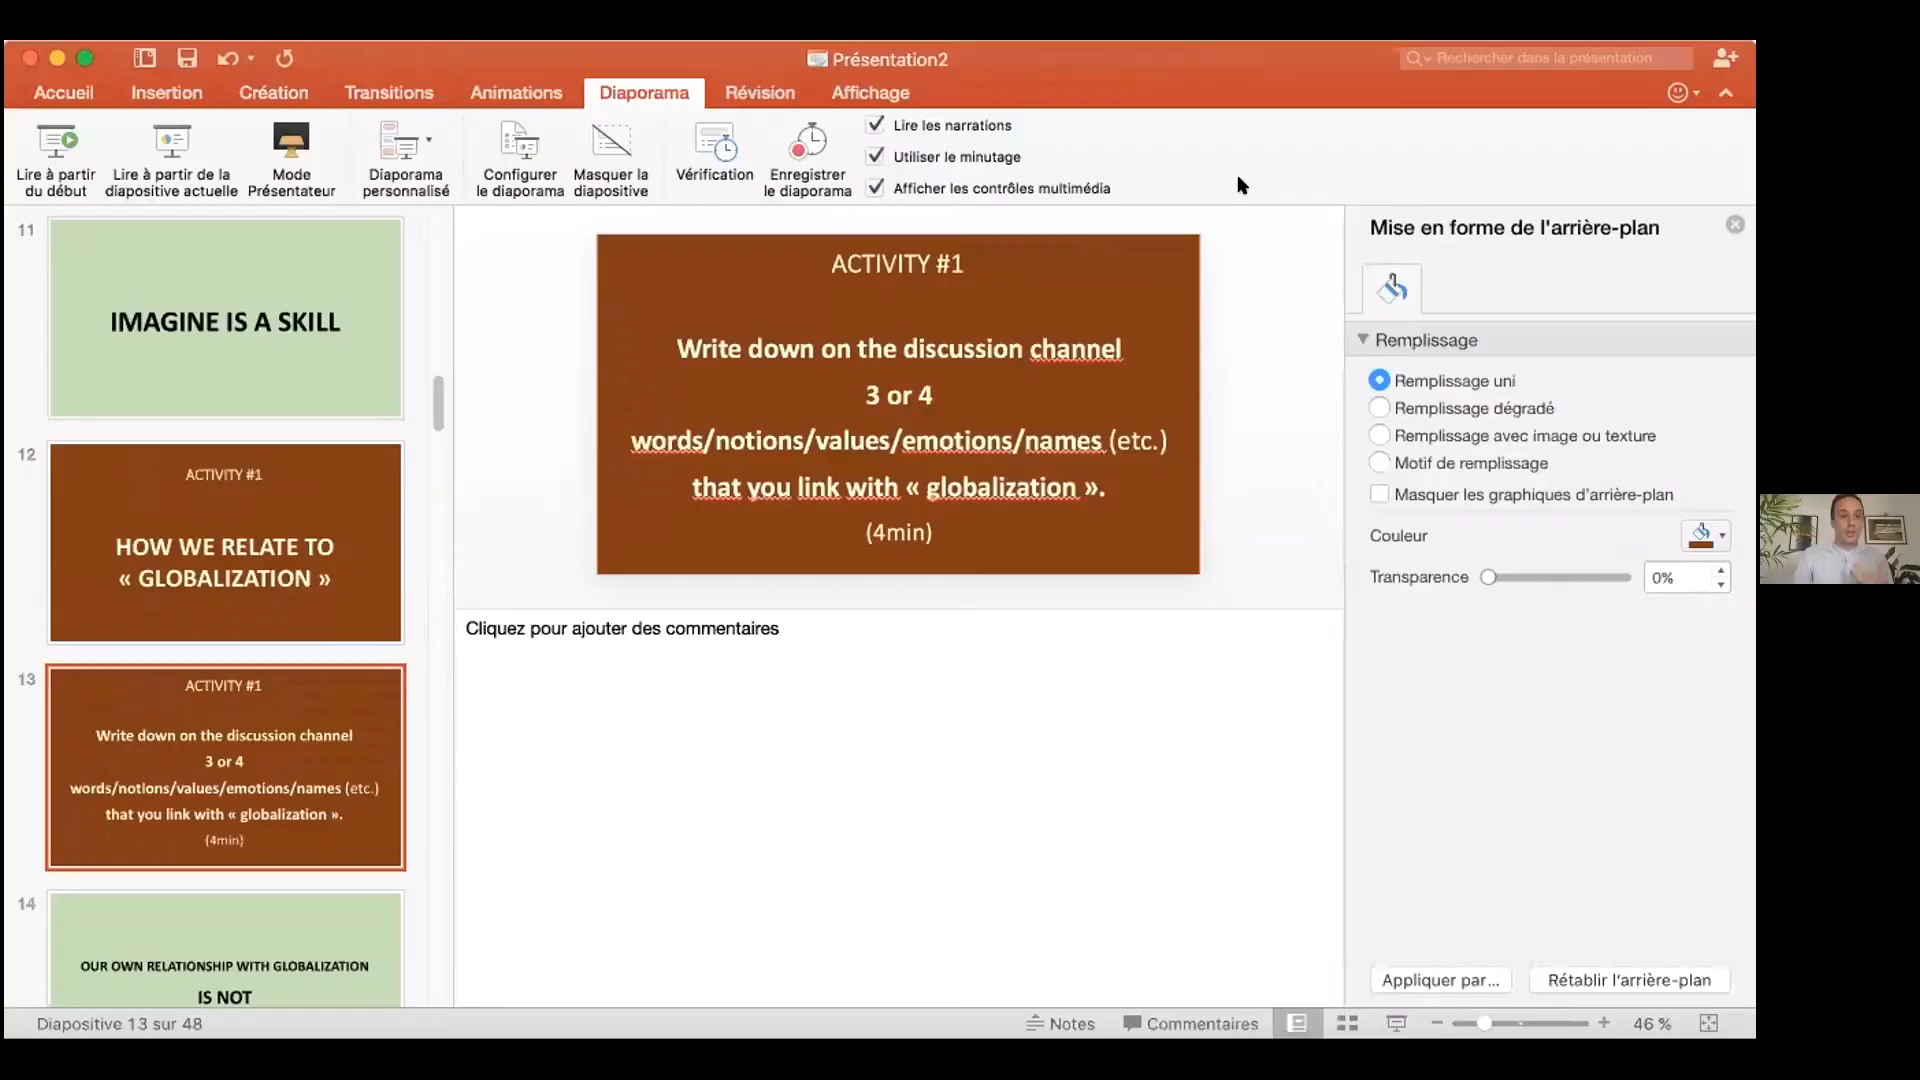 Présentation2
Rechercher dans la présentation
Accueil
Insertion
Création
Transitions
Animations
Diaporama
Révision
Affichage
Lire à partir
du début
Lire à partir de la
diapositive actuelle
Mode
Présentateur
Diaporama
personnalisé
Configurer
le diaporama
Masquer la
diapositive
Vérification
Enregistrer
le diaporama
Lire les narrations
Utiliser le minutage
Afficher les contrôles multimédia
11
IMAGINE IS A SKILL
12
ACTIVITY #1
HOW WE RELATE TO
« GLOBALIZATION »
13
ACTIVITY #1
Write down on the discussion channel
3 or 4
words/notions/values/emotions/names (etc.)
that you link with « globalization ».
(4min)
14
OUR OWN RELATIONSHIP WITH GLOBALIZATION
IS NOT
ACTIVITY #1
Write down on the discussion channel
3 or 4
words/notions/values/emotions/names (etc.)
that you link with « globalization ».
(4min)
Cliquez pour ajouter des commentaires
Mise en forme de l'arrière-plan
Remplissage
Remplissage uni
Remplissage dégradé
Remplissage avec image ou texture
Motif de remplissage
Masquer les graphiques d'arrière-plan
Couleur
Transparence
0%
Appliquer par...
Rétablir l'arrière-plan
Diapositive 13 sur 48
Notes
Commentaires
46 %